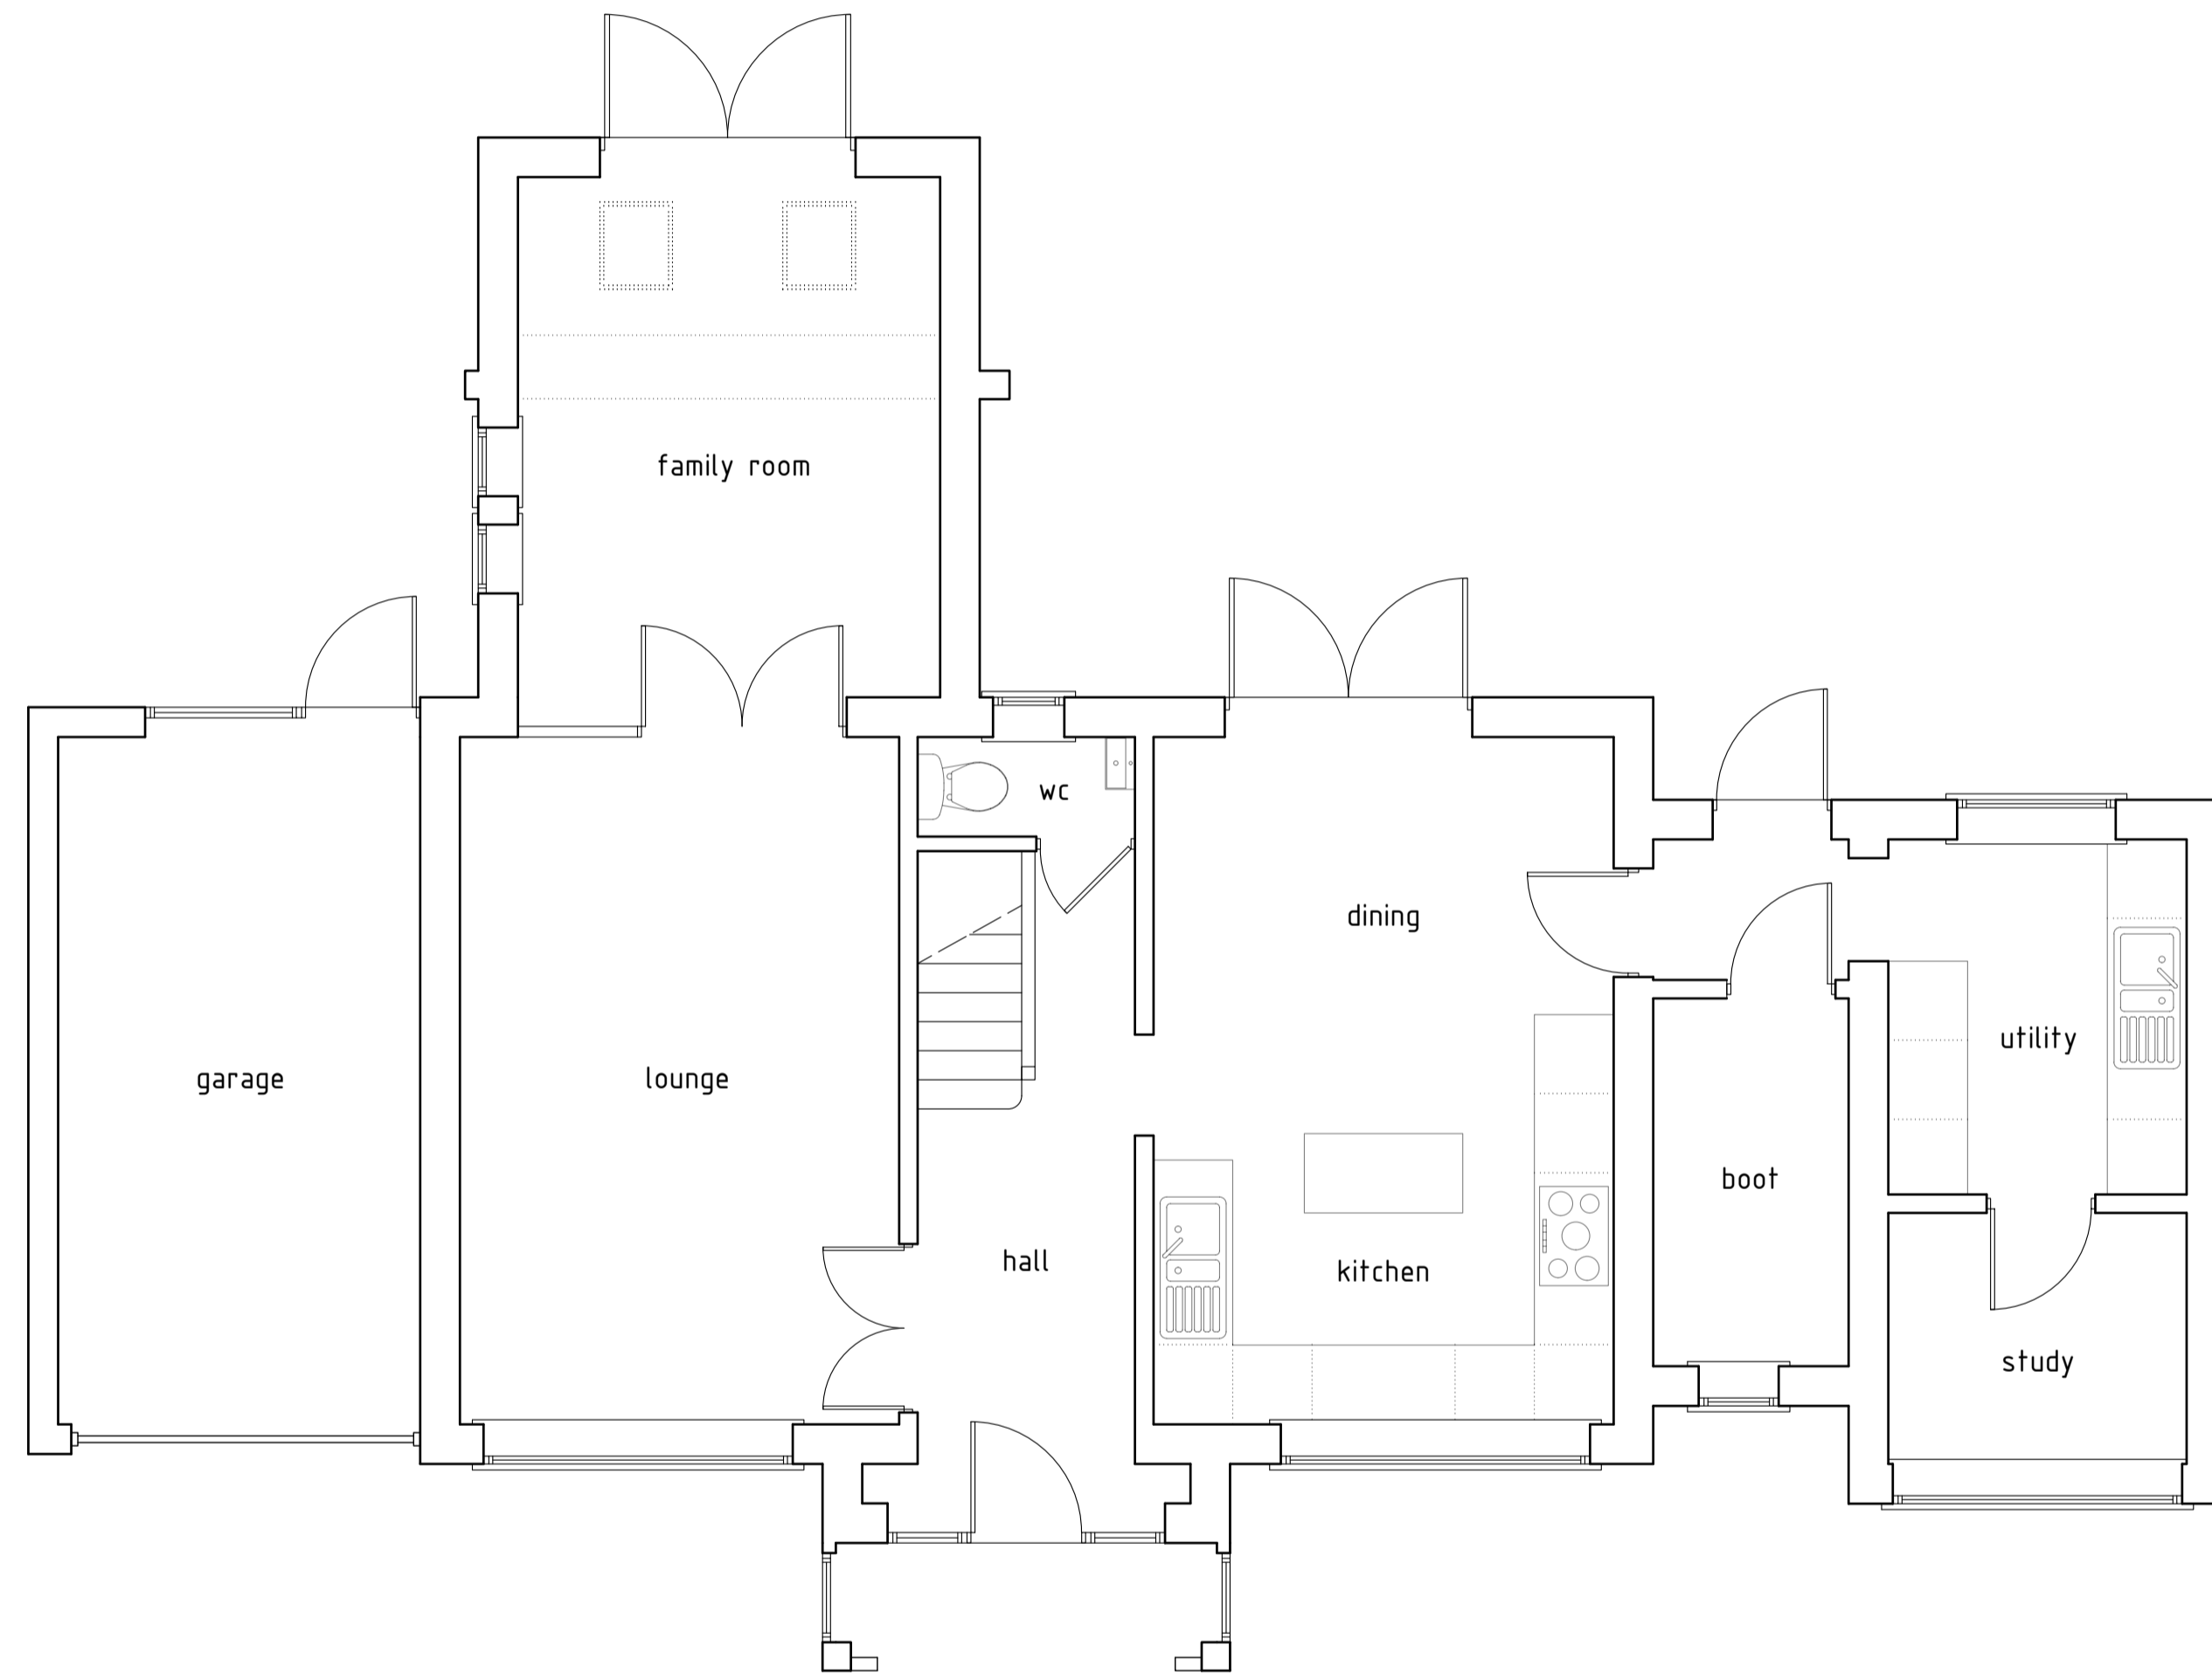 family room
wc
dining
garage
lounge
utility
boot
hall
kitchen
study